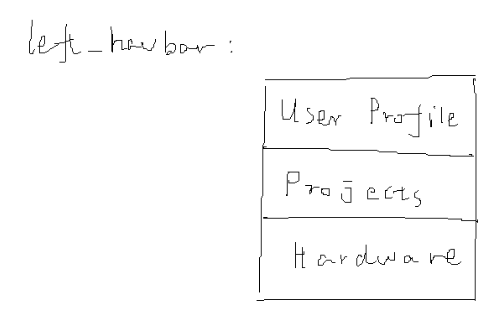 left_navbar:
User Profile
Projects
Hardware